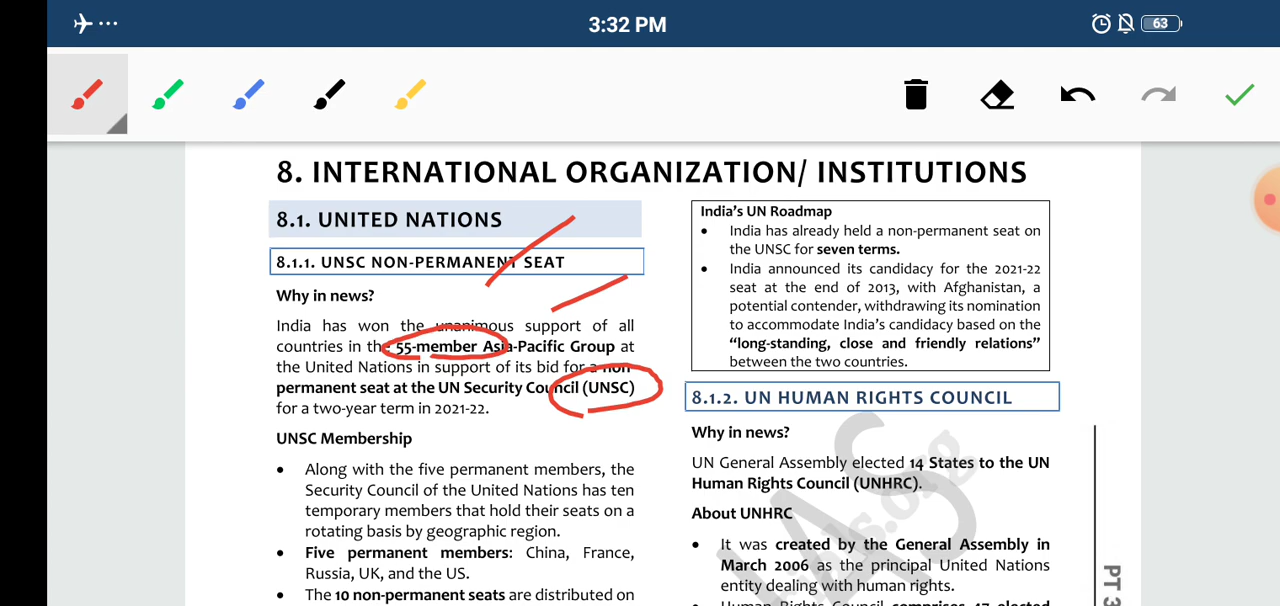 3:32 PM
63
8. INTERNATIONAL ORGANIZATION/ INSTITUTIONS
8.1. UNITED NATIONS
8.1.1. UNSC NON-PERMANENT SEAT
Why in news?
India has won the unanimous support of all
countries in the 55-member Asia-Pacific Group at
the United Nations in support of its bid for a non
permanent seat at the UN Security Council (UNSC)
for a two-year term in 2021-22.
UNSC Membership
• Along with the five permanent members, the
Security Council of the United Nations has ten
temporary members that hold their seats on a
rotating basis by geographic region.
• Five permanent members: China, France,
Russia, UK, and the US.
• The 10 non-permanent seats are distributed on
India's UN Roadmap
• India has already held a non-permanent seat on
the UNSC for seven terms.
• India announced its candidacy for the 2021-22
seat at the end of 2013, with Afghanistan, a
potential contender, withdrawing its nomination
to accommodate India's candidacy based on the
“long-standing, close and friendly relations”
between the two countries.
8.1.2. UN HUMAN RIGHTS COUNCIL
Why in news?
UN General Assembly elected 14 States to the UN
Human Rights Council (UNHRC).
About UNHRC
• It was created by the General Assembly in
March 2006 as the principal United Nations
entity dealing with human rights.
• Human Rights Council comprises 47 elected
PT 3